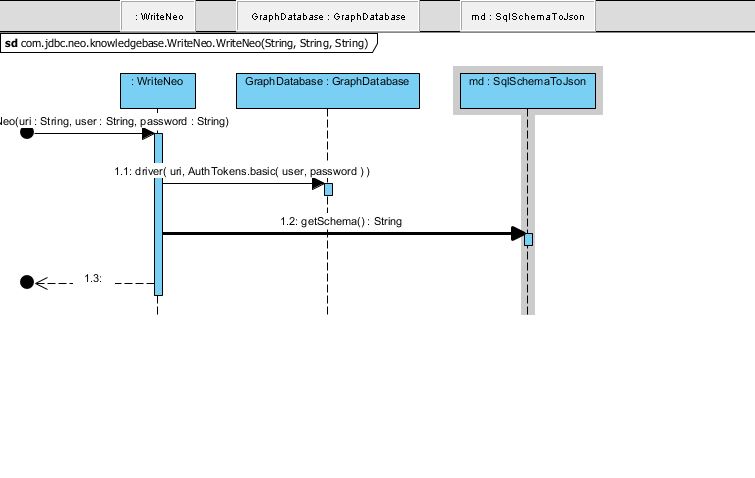 : WriteNeo
GraphDatabase : GraphDatabase
md : SqlSchemaToJson
sd com.jdbc.neo.knowledgebase.WriteNeo.WriteNeo(String, String, String)
: WriteNeo
GraphDatabase : GraphDatabase
md : SqlSchemaToJson
Neo(uri : String, user : String, password : String)
1.1: driver( uri, AuthTokens.basic( user, password ) )
1.2: getSchema() : String
1.3: